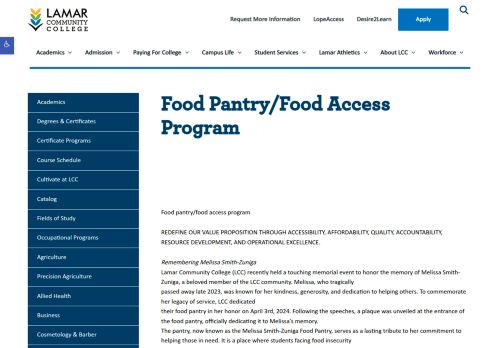 LAMAR
COMMUNITY
COLLEGE
Request More Information LopeAccess Desire2Learn Apply
Academics Admission Paying For College Campus Life Student Services Lamar Athletics About LCC Workforce
Academics
Degrees & Certificates
Certificate Programs
Course Schedule
Cultivate at LCC
Catalog
Fields of Study
Occupational Programs
Agriculture
Precision Agriculture
Allied Health
Business
Cosmetology & Barber
Food Pantry/Food Access
Program
Food pantry/food access program
REDEFINE OUR VALUE PROPOSITION THROUGH ACCESSIBILITY, AFFORDABILITY, QUALITY, ACCOUNTABILITY,
RESOURCE DEVELOPMENT, AND OPERATIONAL EXCELLENCE.
Remembering Melissa Smith-Zuniga
Lamar Community College (LCC) recently held a touching memorial event to honor the memory of Melissa Smith-
Zuniga, a beloved member of the LCC community. Melissa, who tragically
passed away late 2023, was known for her kindness, generosity, and dedication to helping others. To commemorate
her legacy of service, LCC dedicated
their food pantry in her honor on April 3rd, 2024. Following the speeches, a plaque was unveiled at the entrance of
the food pantry, officially dedicating it to Melissa's memory.
The pantry, now known as the Melissa Smith-Zuniga Food Pantry, serves as a lasting tribute to her commitment to
helping those in need. It is a place where students facing food insecurity